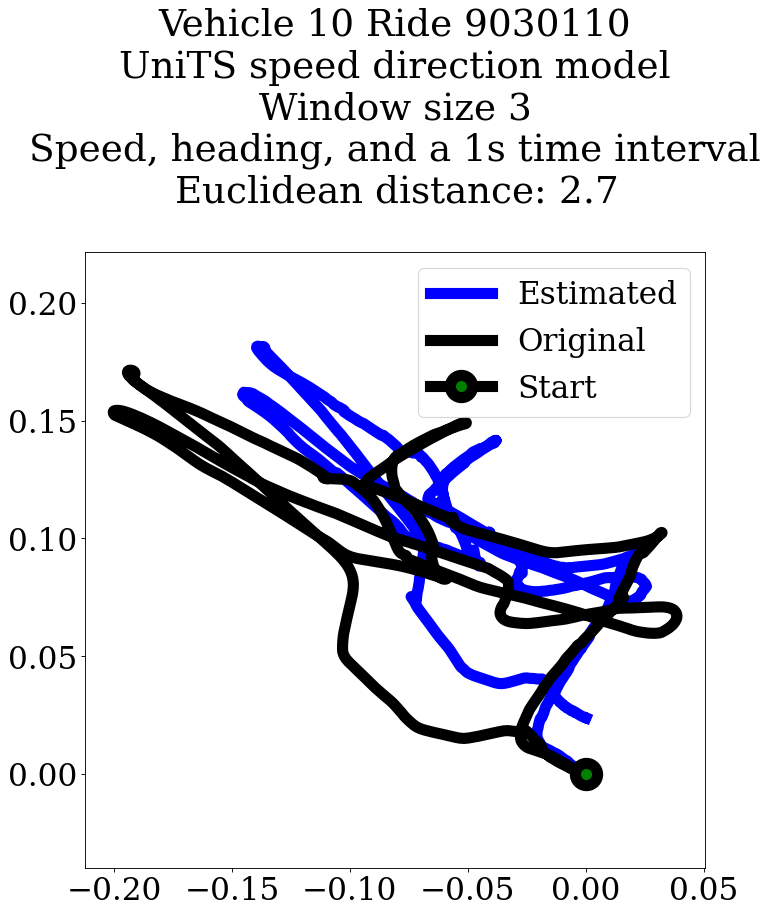 Vehicle 10 Ride 9030110
UniTS speed direction model
Window size 3
Speed, heading, and a 1s time interval
Euclidean distance: 2.7
Estimated
Original
Start
0.20
0.15
0.10
0.05
0.00
−0.20 −0.15 −0.10 −0.05 0.00 0.05